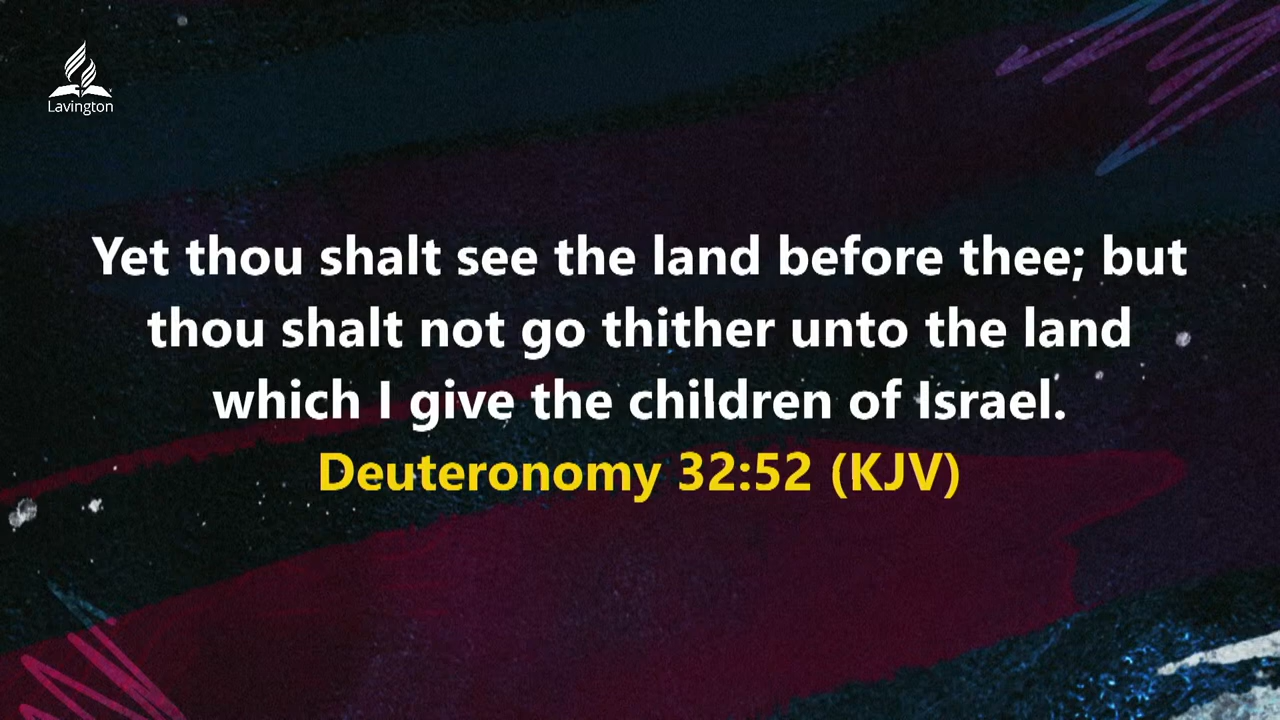 Lavington
Yet thou shalt see the land before thee; but
thou shalt not go thither unto the land
which I give the children of Israel.
Deuteronomy 32:52 (KJV)